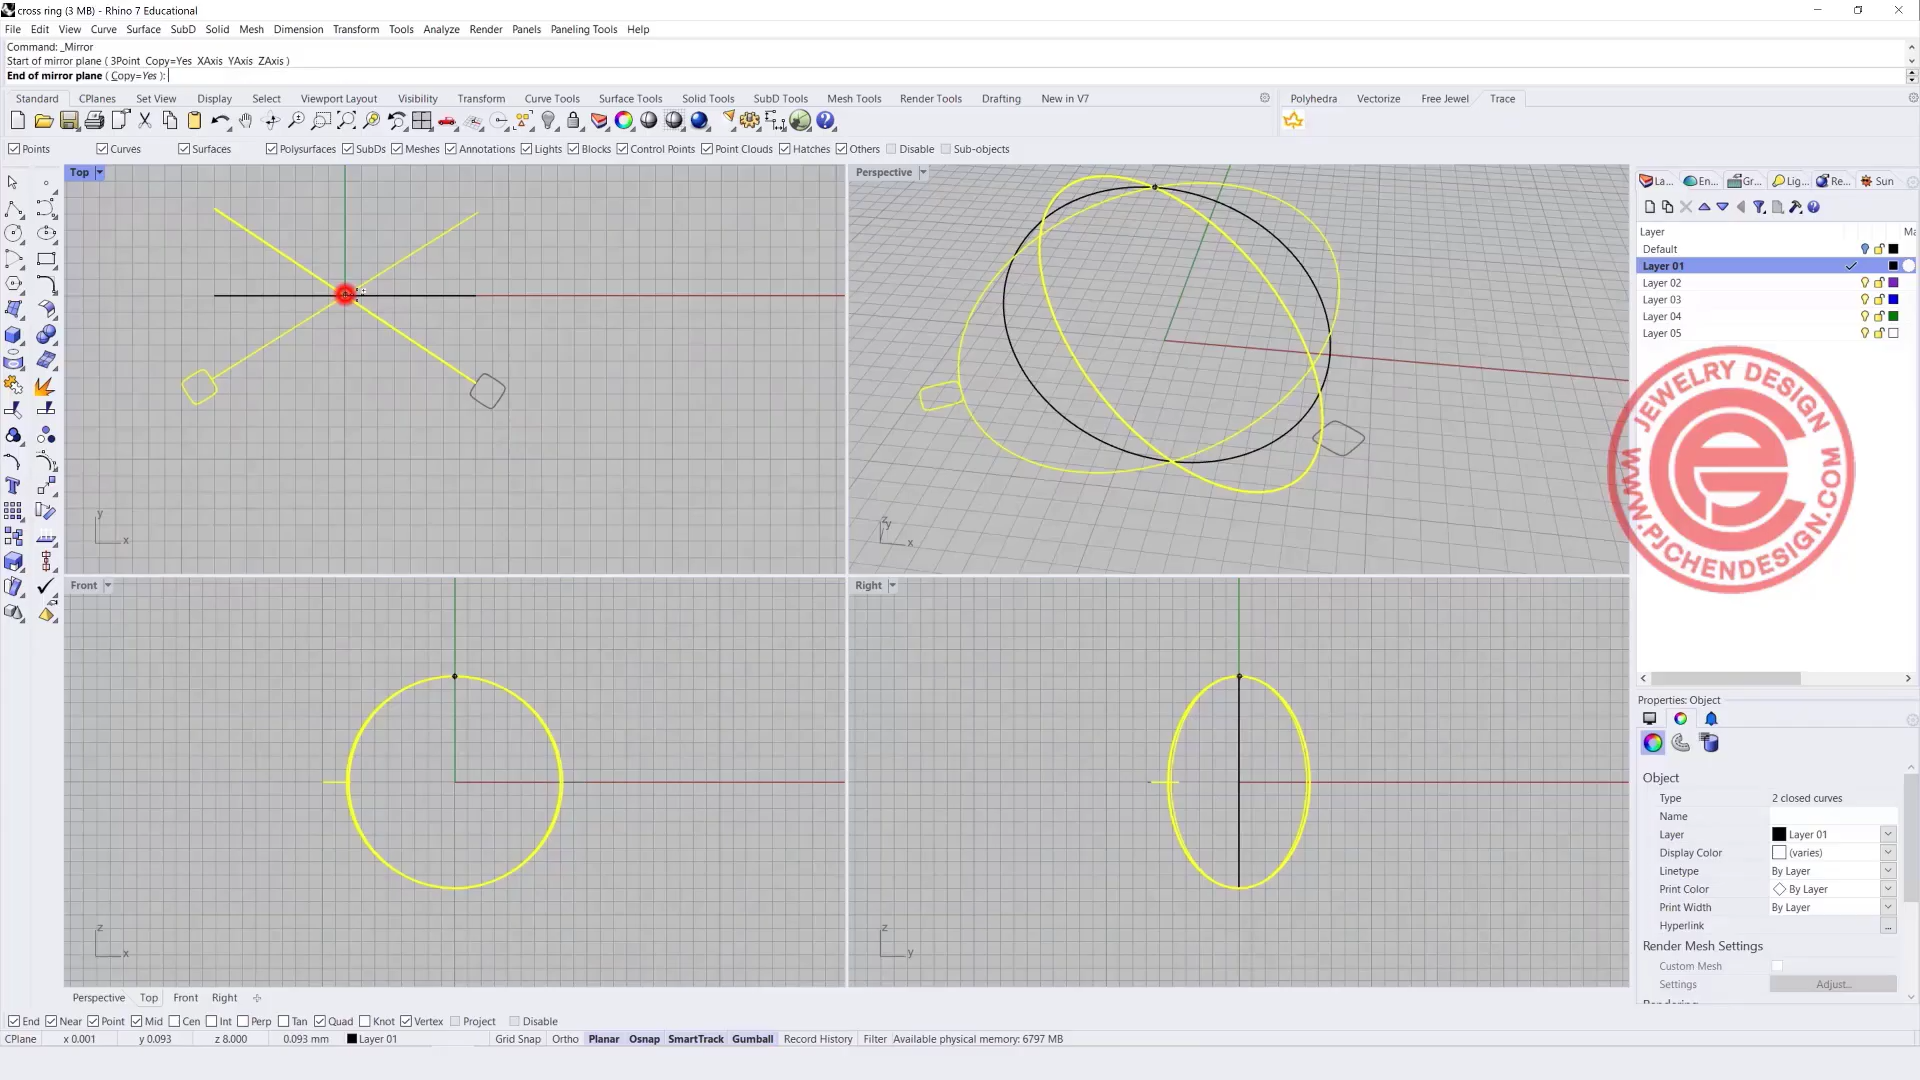 cross ring (3 MB) - Rhino 7 Educational
File Edit View Curve Surface SubD Solid Mesh Dimension Transform Tools Analyze Render Panels Paneling Tools Help
Command: _Mirror
Start of mirror plane ( 3Point Copy=Yes XAxis YAxis ZAxis )
End of mirror plane ( Copy=Yes ):
Standard CPlanes Set View Display Select Viewport Layout Visibility Transform Curve Tools Surface Tools Solid Tools SubD Tools Mesh Tools Render Tools Drafting New in V7 Polyhedra Vectorize Free Jewel Trace
Points Curves Surfaces Polysurfaces SubDs Meshes Annotations Lights Blocks Control Points Point Clouds Hatches Others Disable Sub-objects
Top
Perspective
La... En... Gr... Lig... Re... Sun
Layer Ma
Default
Layer 01
Layer 02
Layer 03
Layer 04
Layer 05
JEWELRY DESIGN
WWW.PJCHENDESIGN.COM
y
x
z
y
x
Front
Right
Properties: Object
Object
Type 2 closed curves
Name
Layer Layer 01
Display Color (varies)
Linetype By Layer
Print Color By Layer
Print Width By Layer
Hyperlink ...
Render Mesh Settings
Custom Mesh
Settings Adjust...
z
x
z
y
Perspective Top Front Right
End Near Point Mid Cen Int Perp Tan Quad Knot Vertex Project Disable
CPlane x 0.001 y 0.093 z 8.000 0.093 mm Layer 01 Grid Snap Ortho Planar Osnap SmartTrack Gumball Record History Filter Available physical memory: 6797 MB